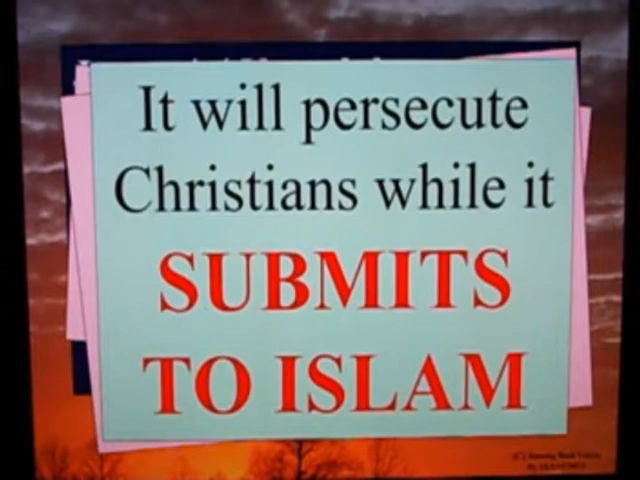 It will persecute
Christians while it
SUBMITS
TO ISLAM